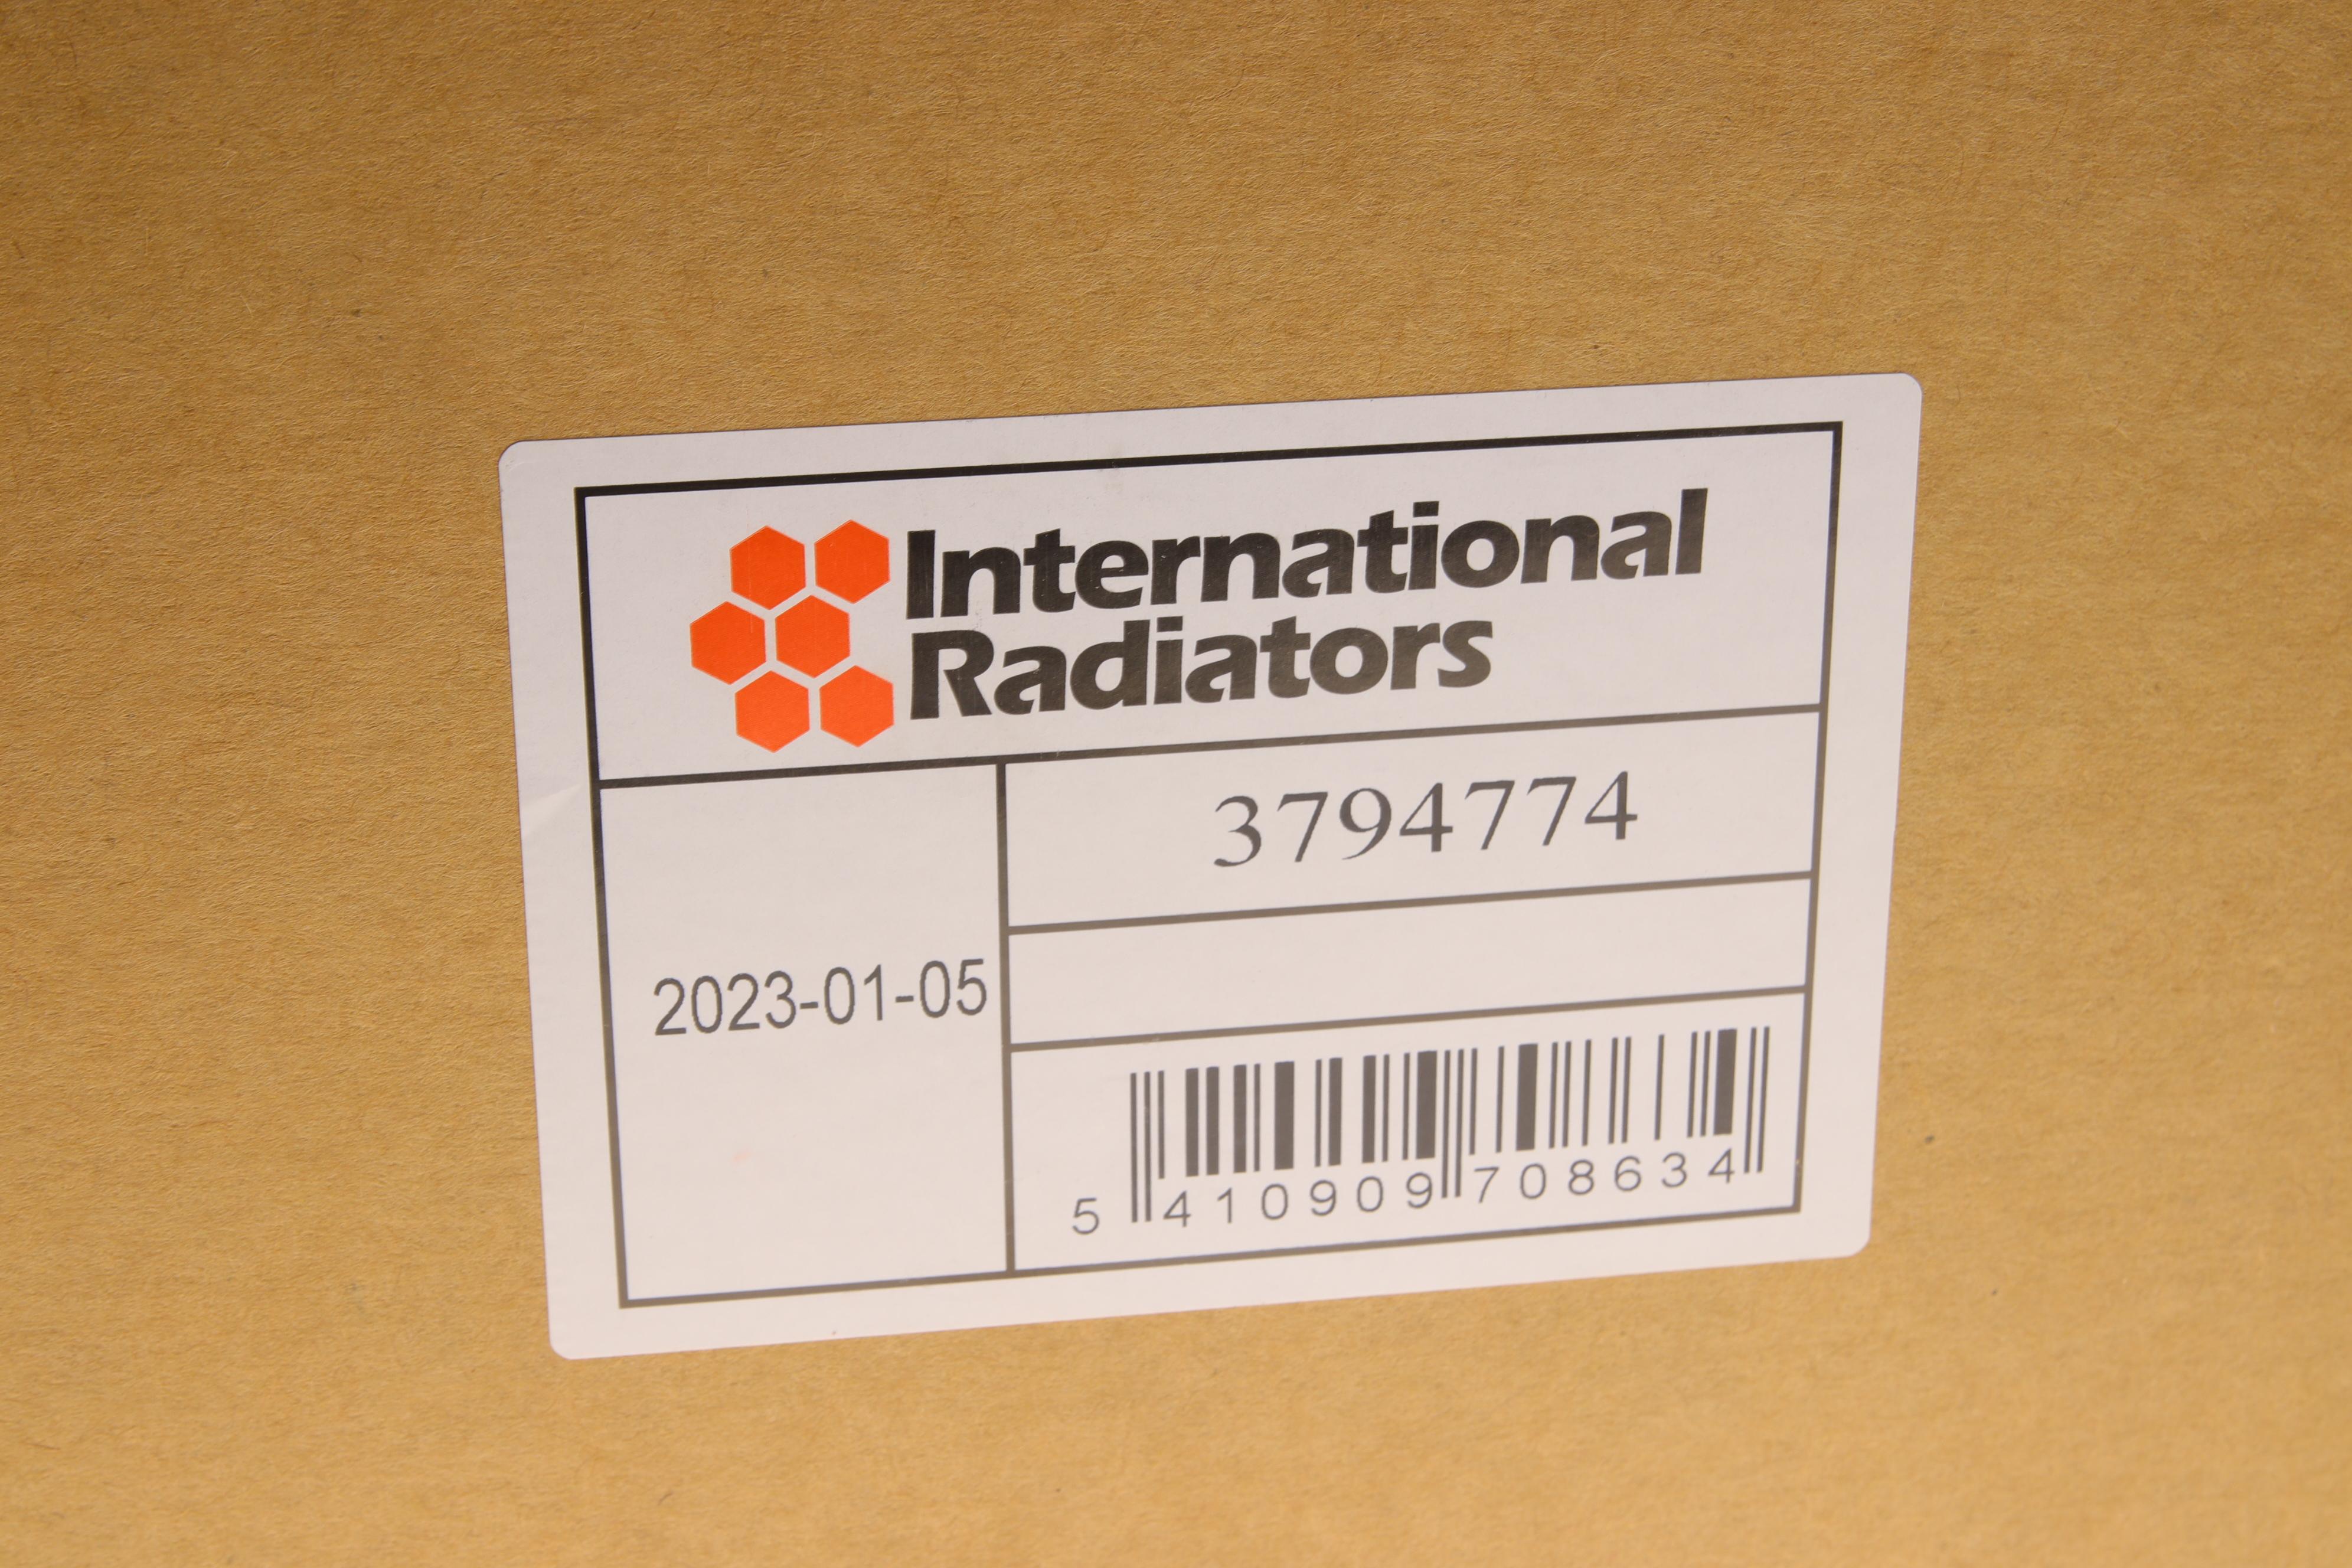 International
Radiators
3794774
2023-01-05
5 410909 708634